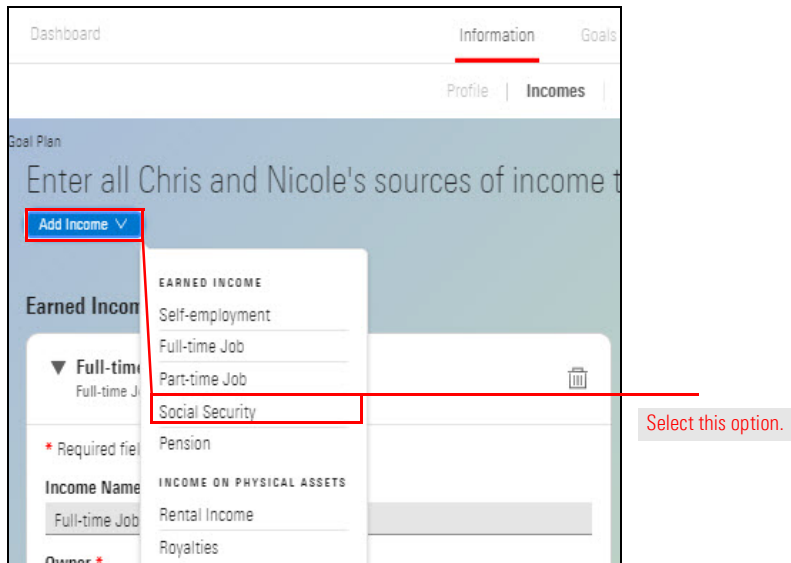 Dashboard Information Goals
Profile | Incomes |
Goal Plan
Enter all Chris and Nicole's sources of income t
Add Income
EARNED INCOME
Earned Incom
Self-employment
Full-time Job
Full-time
Part-time Job
Full-time J
Social Security
Select this option.
Pension
* Required fiel
INCOME ON PHYSICAL ASSETS
Income Name
Rental Income
Full-time Job
Royalties
Owner *